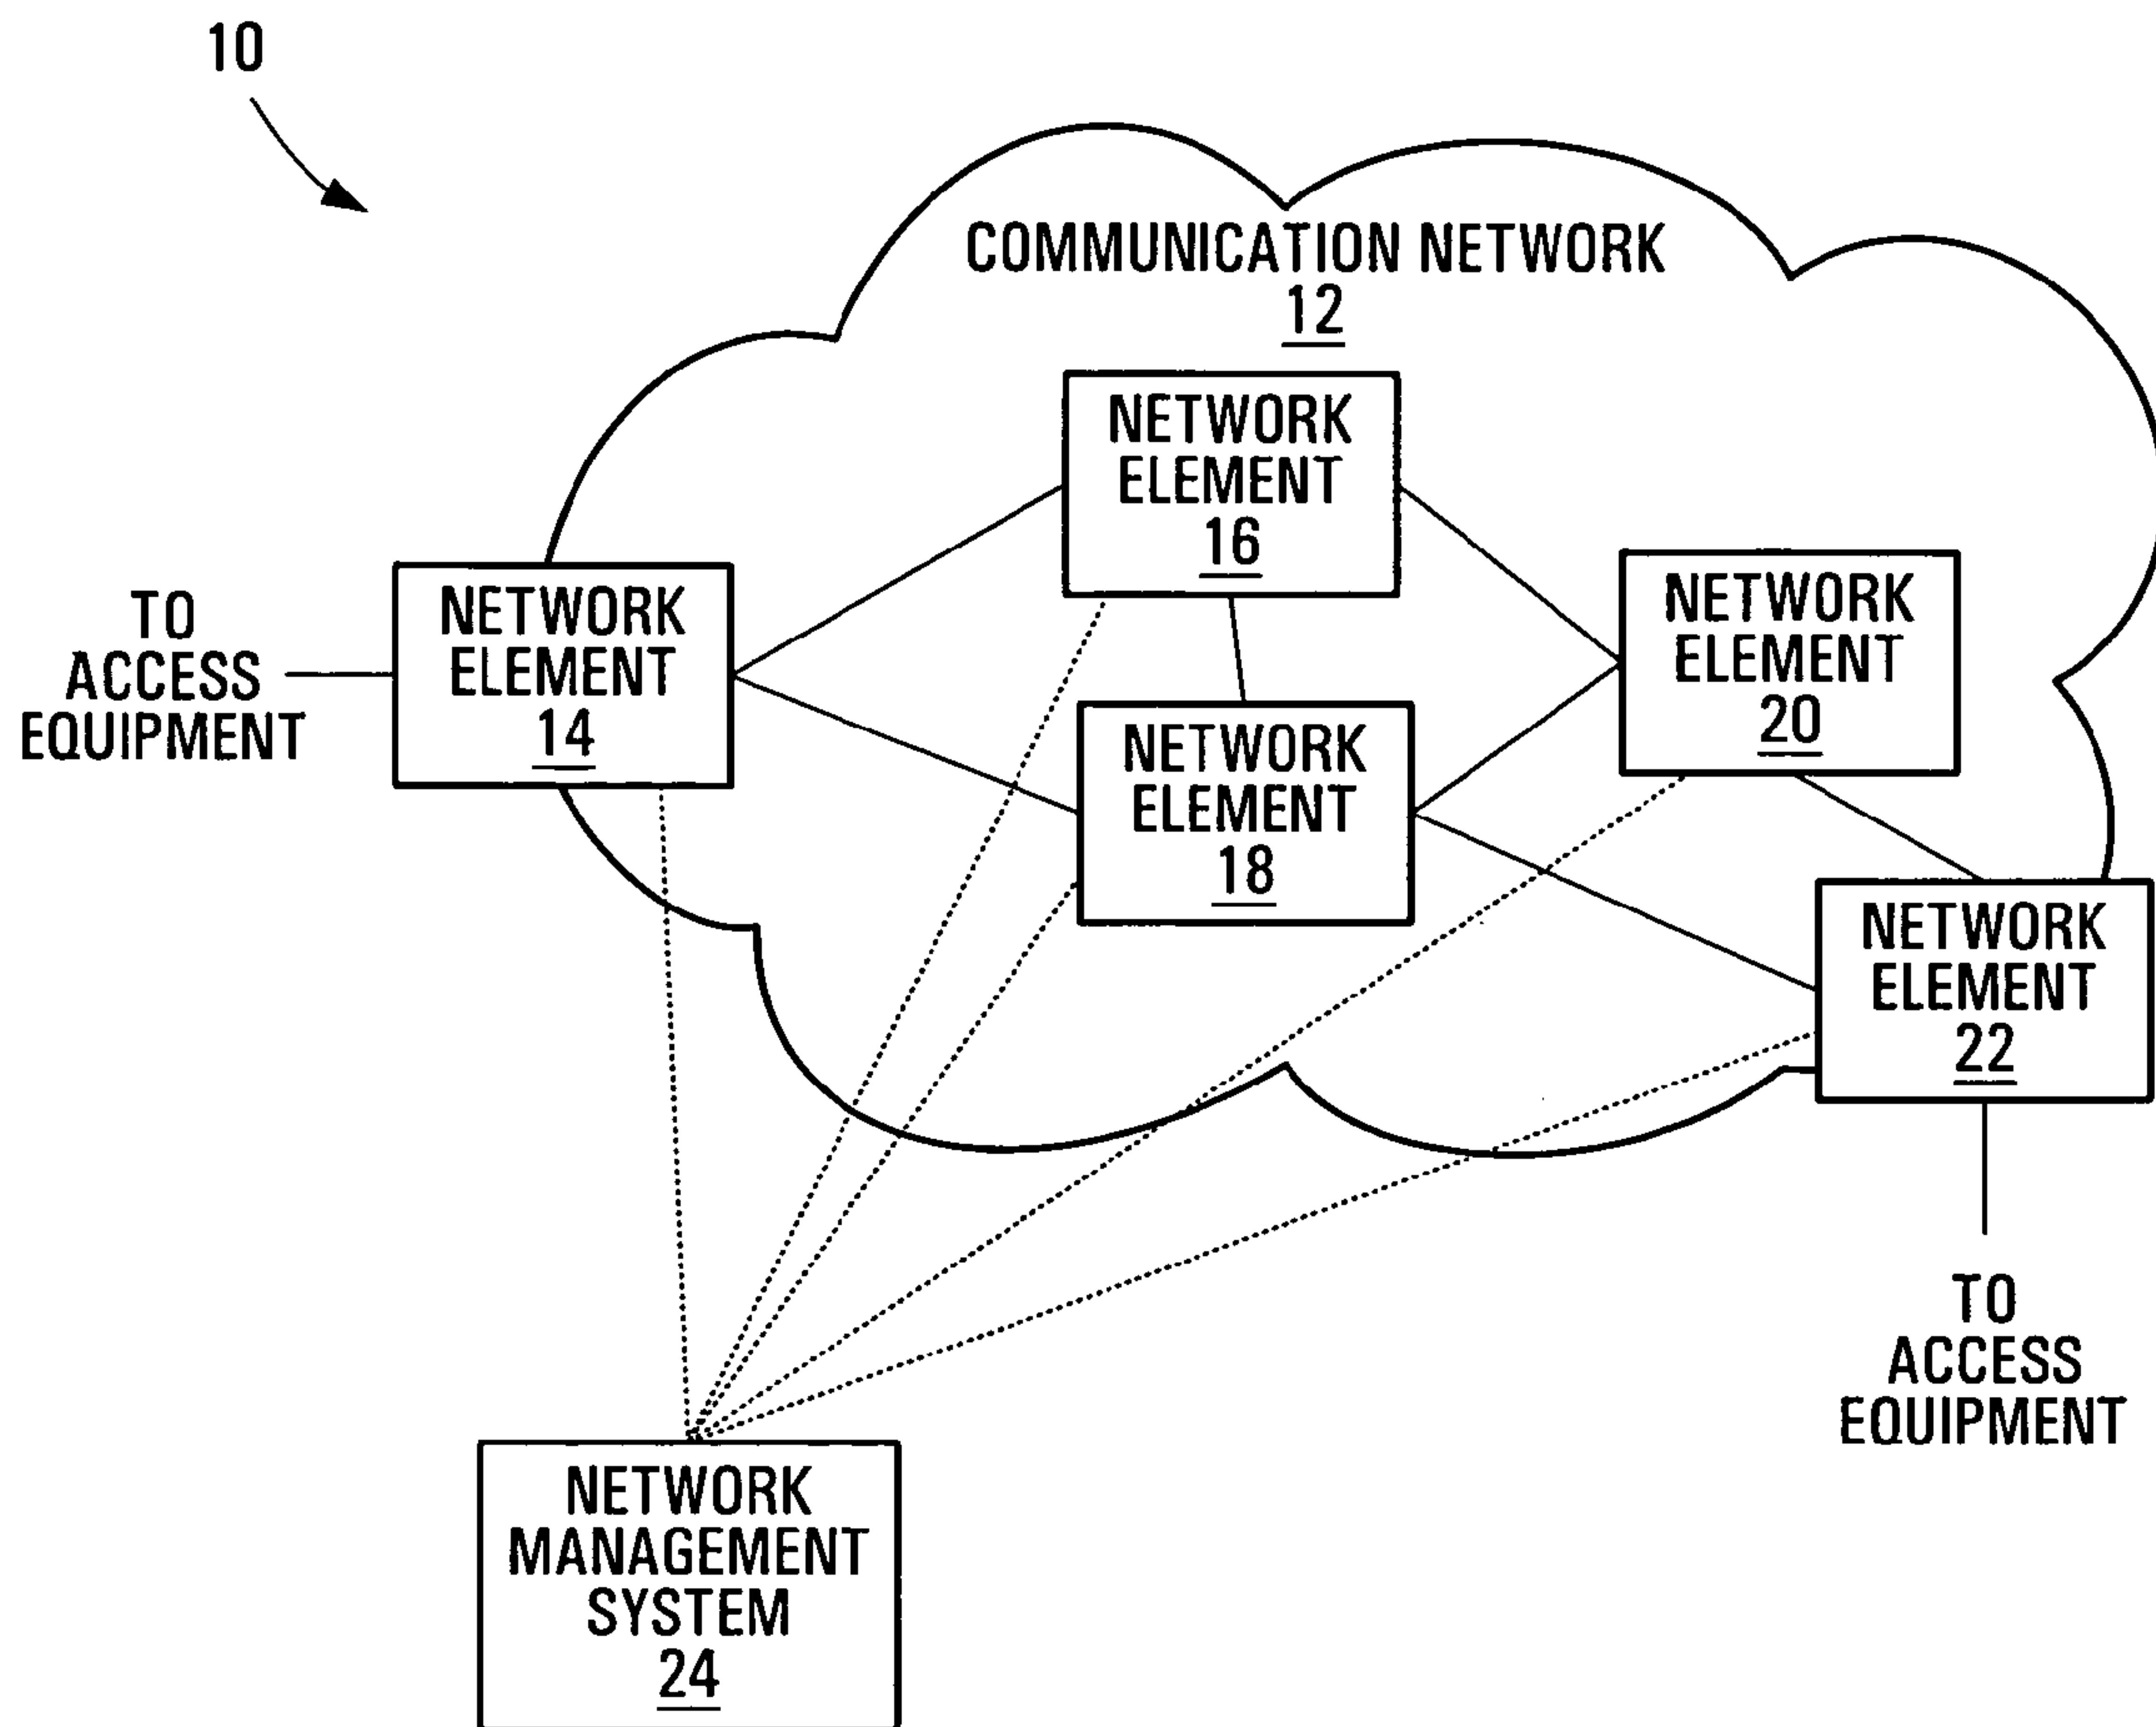 10
COMMUNICATION NETWORK
12
NETWORK
ELEMENT
16
TO
ACCESS
EQUIPMENT
NETWORK
ELEMENT
14
NETWORK
ELEMENT
18
NETWORK
ELEMENT
20
NETWORK
ELEMENT
22
TO
ACCESS
EQUIPMENT
NETWORK
MANAGEMENT
SYSTEM
24